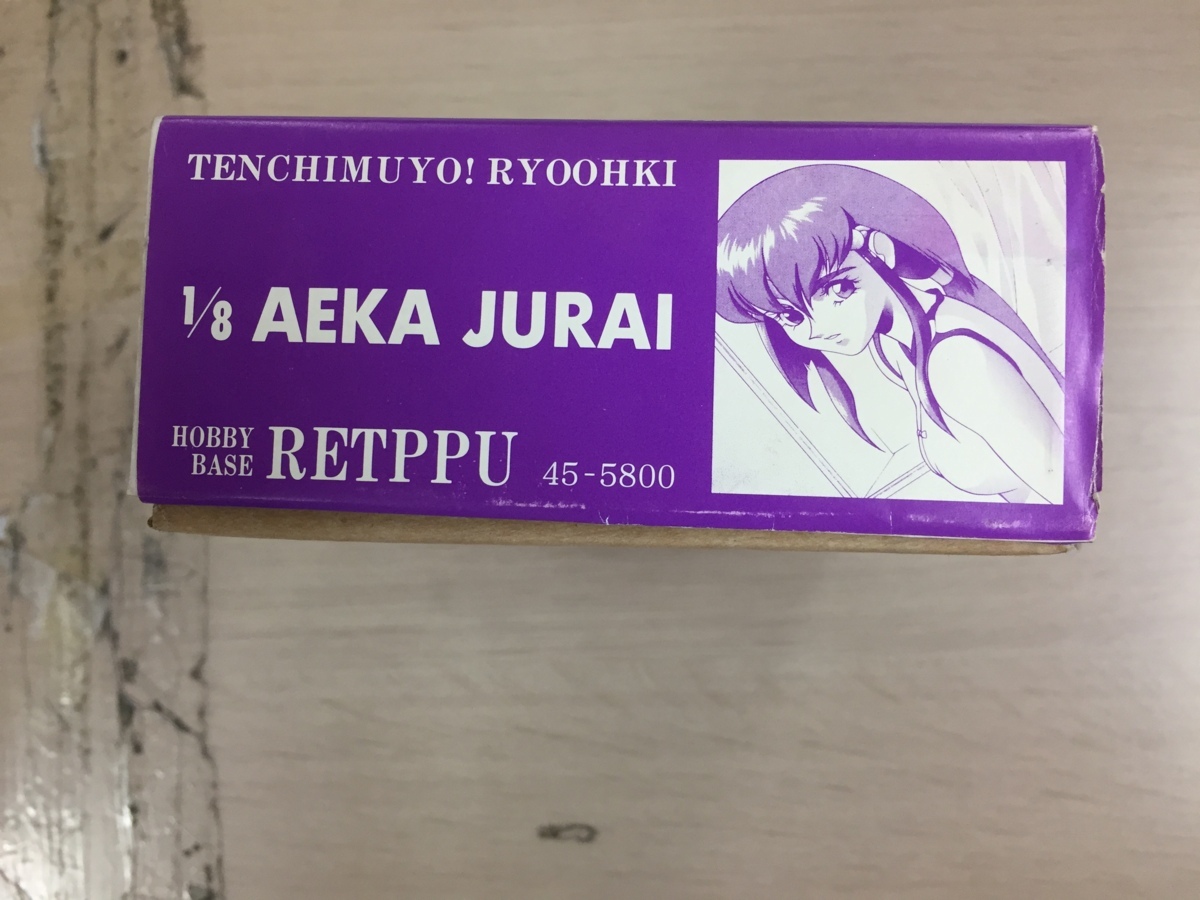 TENCHIMUYO! RYOOHKI
1/8 AEKA JURAI
HOBBY BASE RETPPU 45-5800